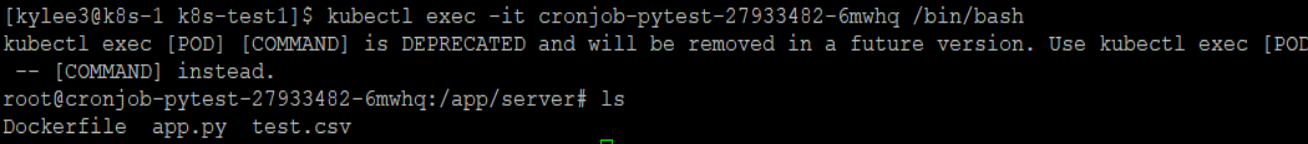 [kylee3@k8s-1 k8s-test1]$ kubectl exec -it cronjob-pytest-27933482-6mwhq /bin/bash
kubectl exec [POD] [COMMAND] is DEPRECATED and will be removed in a future version. Use kubectl exec [POD
 -- [COMMAND] instead.
root@cronjob-pytest-27933482-6mwhq:/app/server# ls
Dockerfile  app.py  test.csv